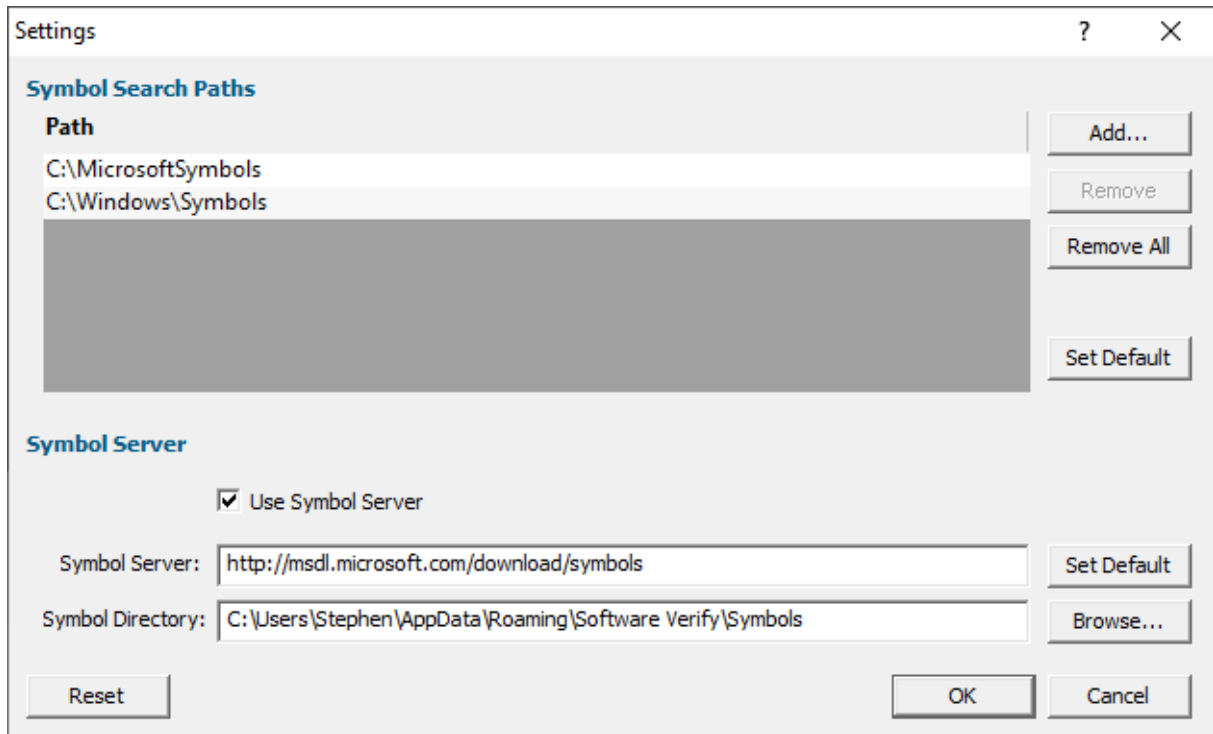 Settings ?
Symbol Search Paths
Path
Add...
C:\MicrosoftSymbols
Remove
C:\Windows\Symbols
Remove All
Set Default
Symbol Server
Use Symbol Server
Symbol Server: http://msdl.microsoft.com/download/symbols Set Default
Symbol Directory: C:\Users\Stephen\AppData\Roaming\Software Verify\Symbols Browse...
Reset OK Cancel